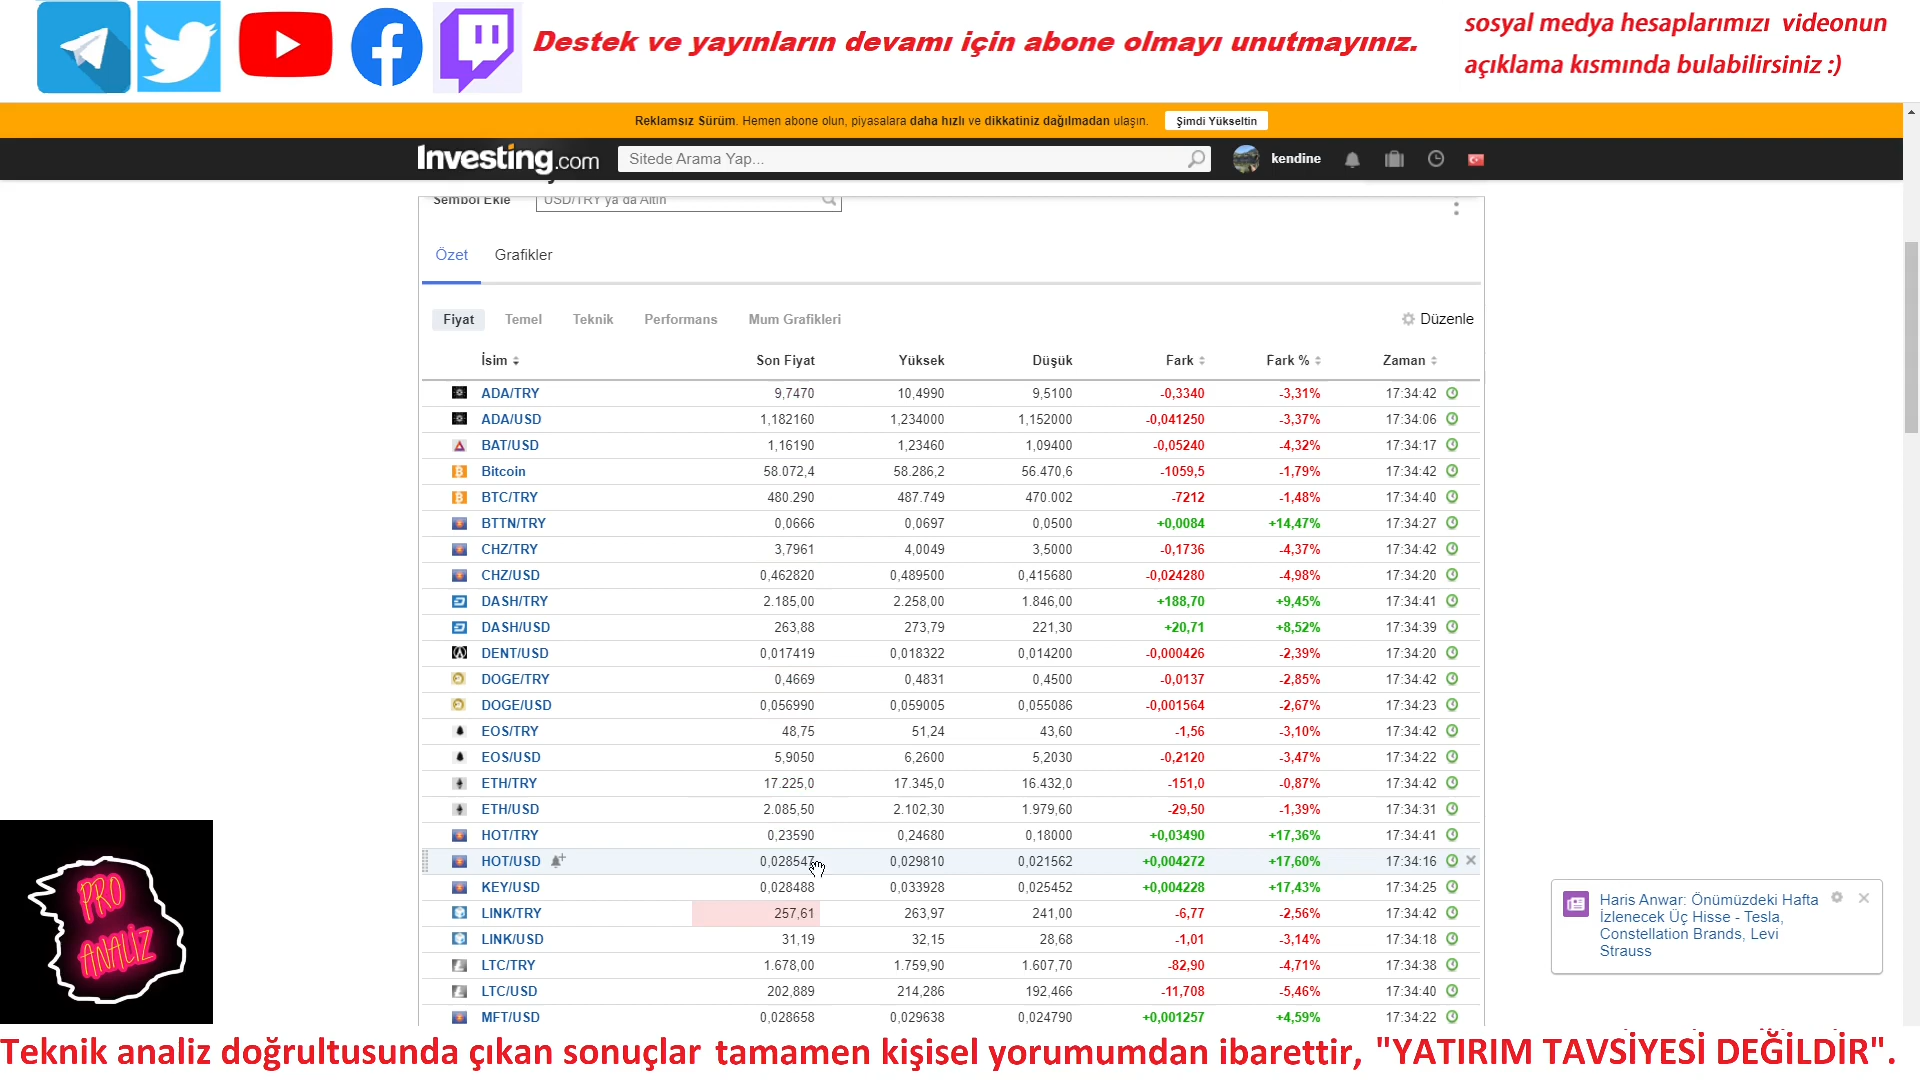 Destek ve yayınların devamı için abone olmayı unutmayınız.
sosyal medya hesaplarımızı videonun
açıklama kısmında bulabilirsiniz :)
Reklamsız Sürüm. Hemen abone olun, piyasalara daha hızlı ve dikkatiniz dağılmadan ulaşın. Şimdi Yükseltin
Investing.com Sitede Arama Yap... kendine
Sembol Ekle USD/TRY ya da Altın
Özet Grafikler
Fiyat Temel Teknik Performans Mum Grafikleri Düzenle
İsim Son Fiyat Yüksek Düşük Fark Fark % Zaman
ADA/TRY 9,7470 10,4990 9,5100 -0,3340 -3,31% 17:34:42
ADA/USD 1,182160 1,234000 1,152000 -0,041250 -3,37% 17:34:06
BAT/USD 1,16190 1,23460 1,09400 -0,05240 -4,32% 17:34:17
Bitcoin 58.072,4 58.286,2 56.470,6 -1059,5 -1,79% 17:34:42
BTC/TRY 480.290 487.749 470.002 -7212 -1,48% 17:34:40
BTTN/TRY 0,0666 0,0697 0,0500 +0,0084 +14,47% 17:34:27
CHZ/TRY 3,7961 4,0049 3,5000 -0,1736 -4,37% 17:34:42
CHZ/USD 0,462820 0,489500 0,415680 -0,024280 -4,98% 17:34:20
DASH/TRY 2.185,00 2.258,00 1.846,00 +188,70 +9,45% 17:34:41
DASH/USD 263,88 273,79 221,30 +20,71 +8,52% 17:34:39
DENT/USD 0,017419 0,018322 0,014200 -0,000426 -2,39% 17:34:20
DOGE/TRY 0,4669 0,4831 0,4500 -0,0137 -2,85% 17:34:42
DOGE/USD 0,056990 0,059005 0,055086 -0,001564 -2,67% 17:34:23
EOS/TRY 48,75 51,24 43,60 -1,56 -3,10% 17:34:42
EOS/USD 5,9050 6,2600 5,2030 -0,2120 -3,47% 17:34:22
ETH/TRY 17.225,0 17.345,0 16.432,0 -151,0 -0,87% 17:34:42
ETH/USD 2.085,50 2.102,30 1.979,60 -29,50 -1,39% 17:34:31
HOT/TRY 0,23590 0,24680 0,18000 +0,03490 +17,36% 17:34:41
HOT/USD 0,028547 0,029810 0,021562 +0,004272 +17,60% 17:34:16
KEY/USD 0,028488 0,033928 0,025452 +0,004228 +17,43% 17:34:25
LINK/TRY 257,61 263,97 241,00 -6,77 -2,56% 17:34:42
LINK/USD 31,19 32,15 28,68 -1,01 -3,14% 17:34:18
LTC/TRY 1.678,00 1.759,90 1.607,70 -82,90 -4,71% 17:34:38
LTC/USD 202,889 214,286 192,466 -11,708 -5,46% 17:34:40
MFT/USD 0,028658 0,029638 0,024790 +0,001257 +4,59% 17:34:22
Haris Anwar: Önümüzdeki Hafta
İzlenecek Üç Hisse - Tesla,
Constellation Brands, Levi
Strauss
PRO
ANALİZ
Teknik analiz doğrultusunda çıkan sonuçlar tamamen kişisel yorumumdan ibarettir, "YATIRIM TAVSİYESİ DEĞİLDİR".